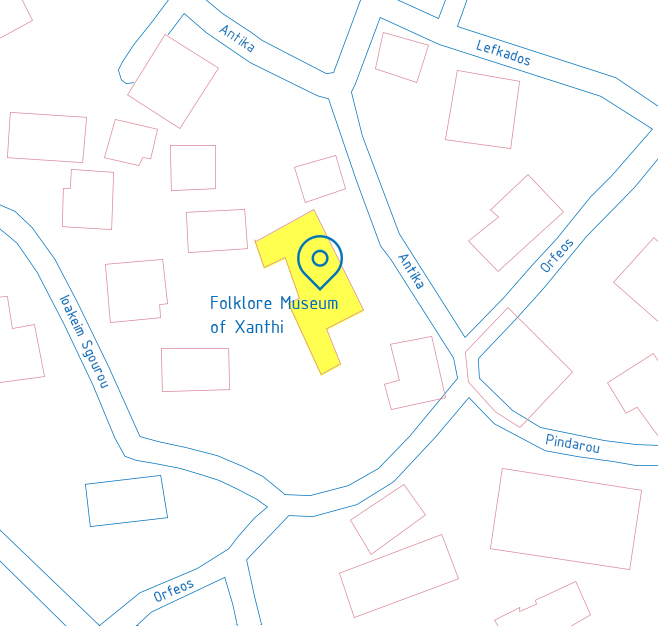 Antika
Lefkados
Orfeos
Antika
Folklore Museum
of Xanthi
Ioakeim Sgourou
Pindarou
Orfeos